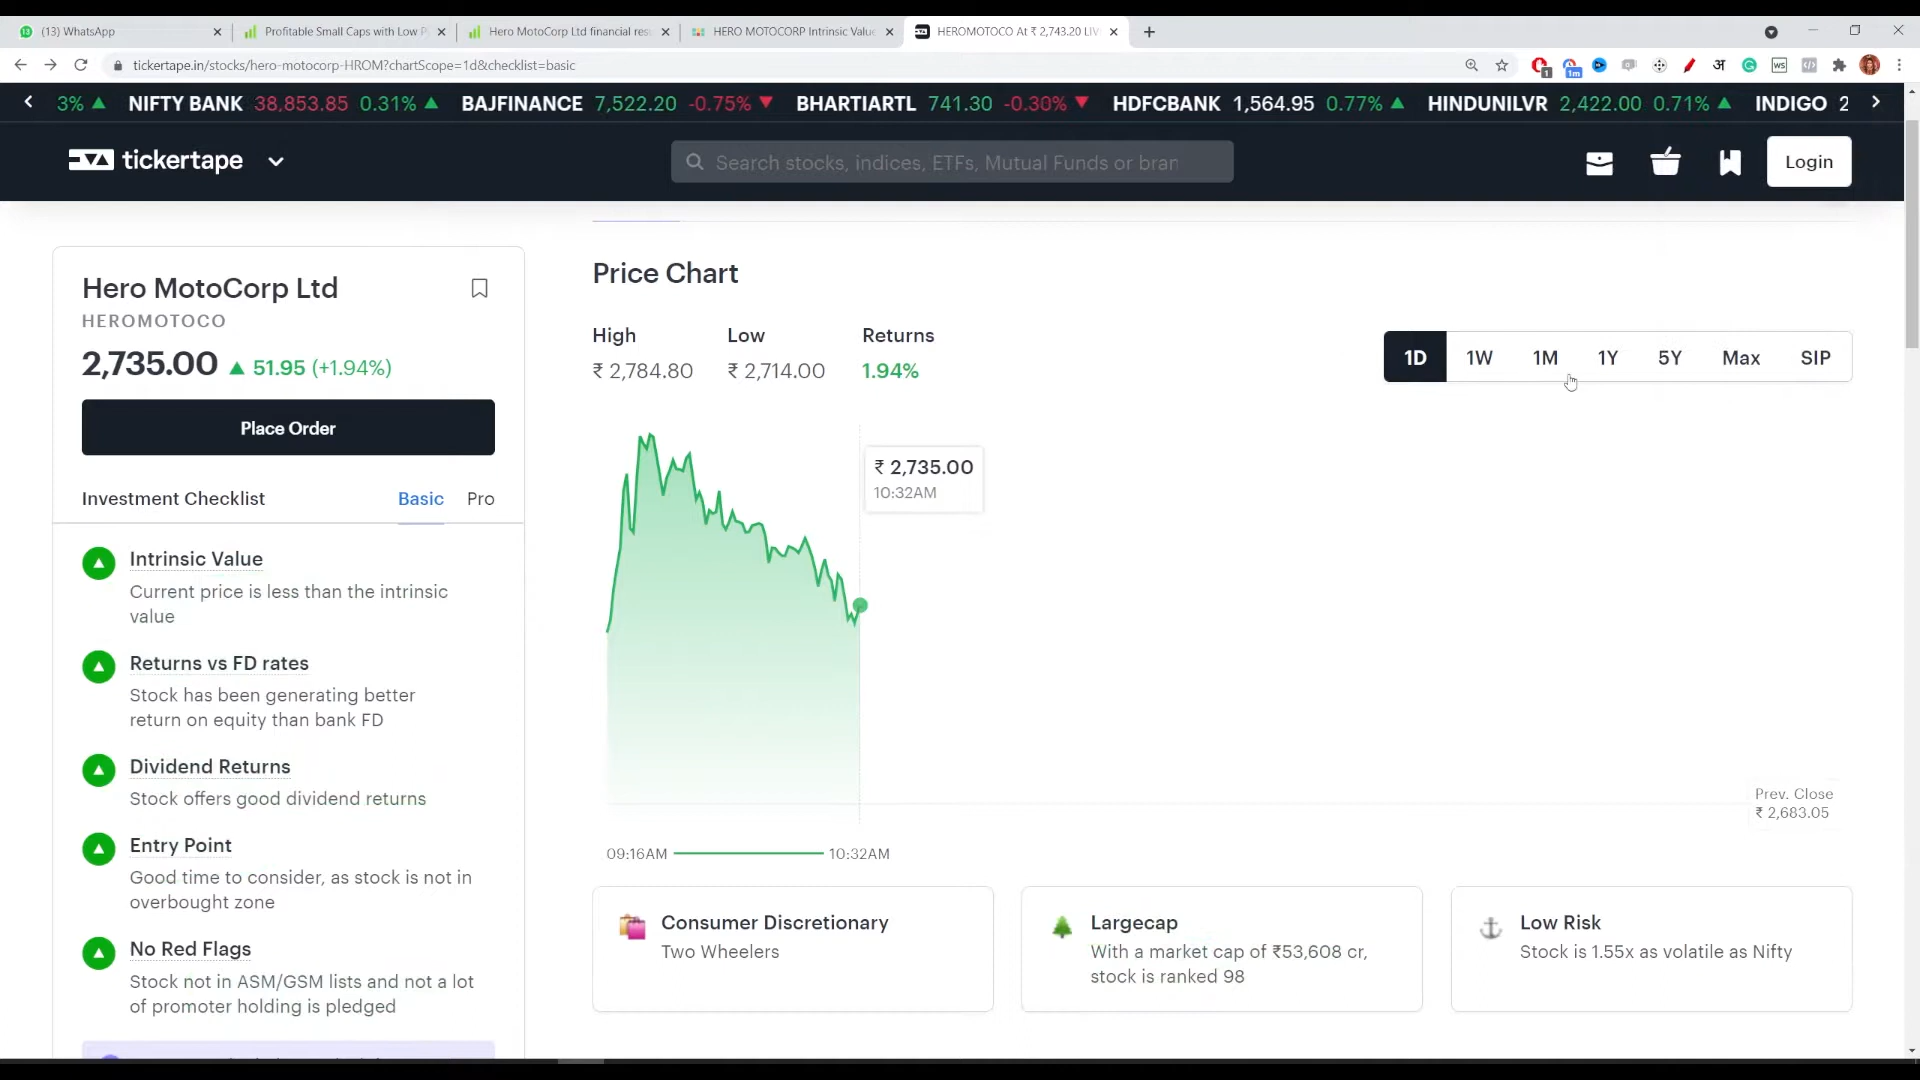 (13) WhatsApp
Profitable Small Caps with Low P
Hero MotoCorp Ltd financial res
HERO MOTOCORP Intrinsic Value
HEROMOTOCO At ₹ 2,743.20 LIV
tickertape.in/stocks/hero-motocorp-HROM?chartScope=1d&checklist=basic
3% ▲ NIFTY BANK 38,853.85 0.31% ▲ BAJFINANCE 7,522.20 -0.75% ▼ BHARTIARTL 741.30 -0.30% ▼ HDFCBANK 1,564.95 0.77% ▲ HINDUNILVR 2,422.00 0.71% ▲ INDIGO 2
tickertape
Search stocks, indices, ETFs, Mutual Funds or bran
Login
Hero MotoCorp Ltd
HEROMOTOCO
2,735.00 ▲ 51.95 (+1.94%)
Place Order
Investment Checklist Basic Pro
Intrinsic Value
Current price is less than the intrinsic
value
Returns vs FD rates
Stock has been generating better
return on equity than bank FD
Dividend Returns
Stock offers good dividend returns
Entry Point
Good time to consider, as stock is not in
overbought zone
No Red Flags
Stock not in ASM/GSM lists and not a lot
of promoter holding is pledged
Price Chart
High Low Returns
₹ 2,784.80 ₹ 2,714.00 1.94%
1D 1W 1M 1Y 5Y Max SIP
₹ 2,735.00
10:32AM
Prev. Close
₹ 2,683.05
09:16AM 10:32AM
Consumer Discretionary
Two Wheelers
Largecap
With a market cap of ₹53,608 cr,
stock is ranked 98
Low Risk
Stock is 1.55x as volatile as Nifty